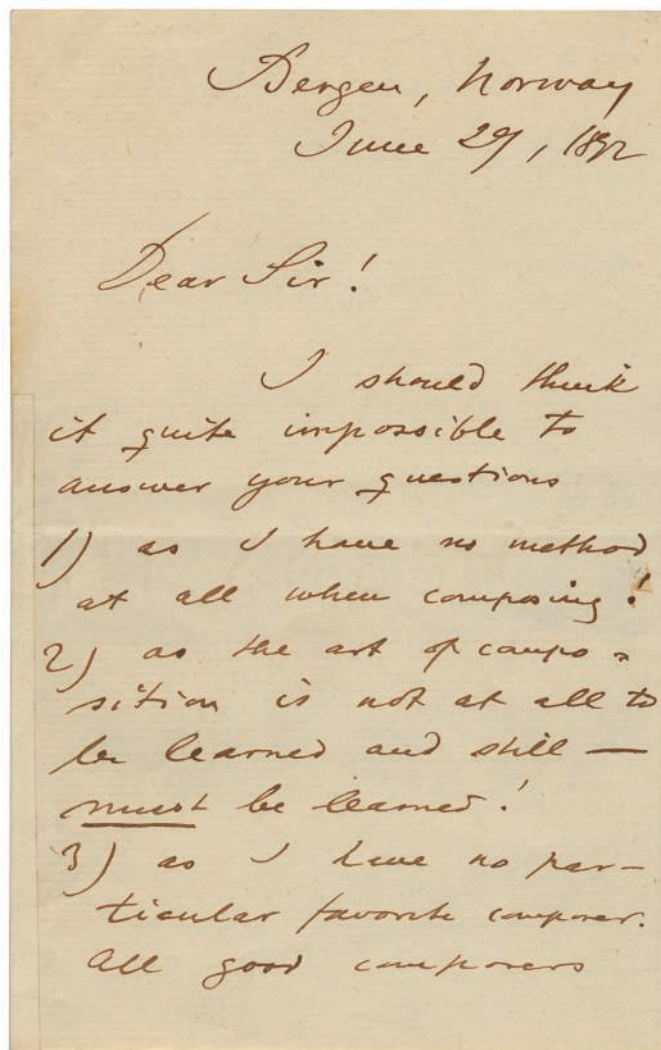 Bergen, Norway
June 29, 1892
Dear Sir!
I should think
it quite impossible to
answer your questions
1) as I have no method
at all when composing!
2) as the art of compo=
sition is not at all to
be learned and still —
must be learned!
3) as I have no par-
ticular favorite composer.
All good composers